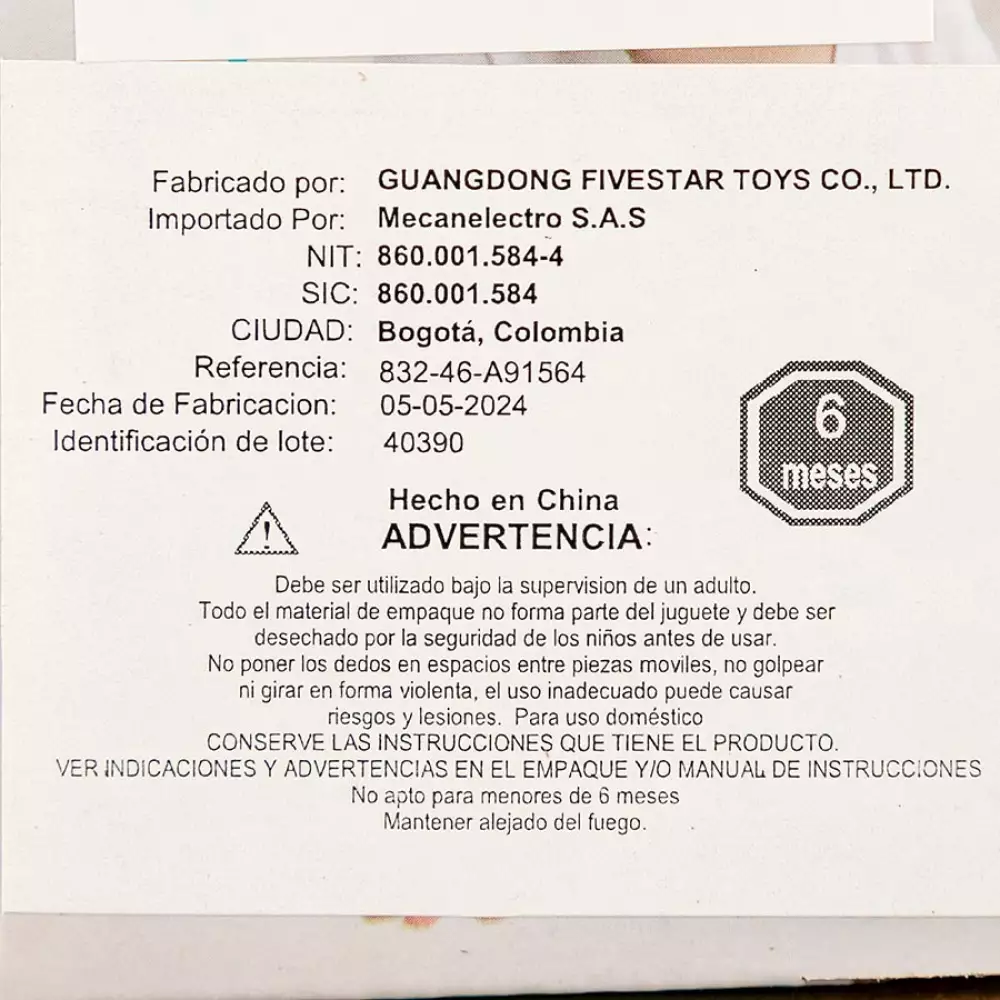 Fabricado por: GUANGDONG FIVESTAR TOYS CO., LTD.
Importado Por: Mecanelectro S.A.S
NIT: 860.001.584-4
SIC: 860.001.584
CIUDAD: Bogotá, Colombia
Referencia: 832-46-A91564
Fecha de Fabricacion: 05-05-2024
Identificación de lote: 40390
6
meses
Hecho en China
! ADVERTENCIA:
Debe ser utilizado bajo la supervision de un adulto.
Todo el material de empaque no forma parte del juguete y debe ser
desechado por la seguridad de los niños antes de usar.
No poner los dedos en espacios entre piezas moviles, no golpear
ni girar en forma violenta, el uso inadecuado puede causar
riesgos y lesiones. Para uso doméstico
CONSERVE LAS INSTRUCCIONES QUE TIENE EL PRODUCTO.
VER INDICACIONES Y ADVERTENCIAS EN EL EMPAQUE Y/O MANUAL DE INSTRUCCIONES
No apto para menores de 6 meses
Mantener alejado del fuego.